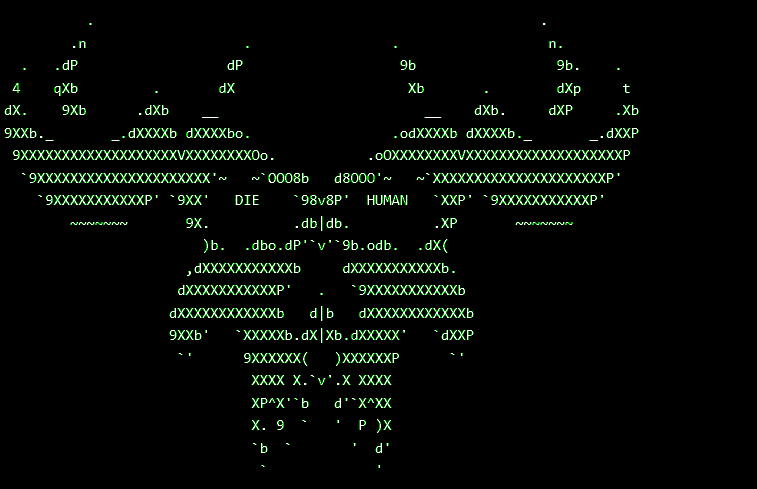 .                                                      .
        .n                   .                 .                  n.
  .   .dP                  dP                   9b                 9b.    .
 4    qXb         .       dX                     Xb       .        dXp     t
dX.    9Xb      .dXb    __                         __    dXb.     dXP     .Xb
9XXb._       _.dXXXXb dXXXXbo.                 .odXXXXb dXXXXb._       _.dXXP
 9XXXXXXXXXXXXXXXXXXXVXXXXXXXXOo.           .oOXXXXXXXXVXXXXXXXXXXXXXXXXXXXP
  `9XXXXXXXXXXXXXXXXXXXXX'~   ~`OOO8b   d8OOO'~   ~`XXXXXXXXXXXXXXXXXXXXXP'
    `9XXXXXXXXXXXP' `9XX'   DIE    `98v8P'  HUMAN   `XXP' `9XXXXXXXXXXXP'
        ~~~~~~~       9X.          .db|db.          .XP       ~~~~~~~
                        )b.  .dbo.dP'`v'`9b.odb.  .dX(
                      ,dXXXXXXXXXXXb     dXXXXXXXXXXXb.
                     dXXXXXXXXXXXP'   .   `9XXXXXXXXXXXb
                    dXXXXXXXXXXXXb   d|b   dXXXXXXXXXXXXb
                    9XXb'   `XXXXXb.dX|Xb.dXXXXX'   `dXXP
                     `'      9XXXXXX(   )XXXXXXP      `'
                              XXXX X.`v'.X XXXX
                              XP^X'`b   d'`X^XX
                              X. 9  `   '  P )X
                              `b  `       '  d'
                               `             '